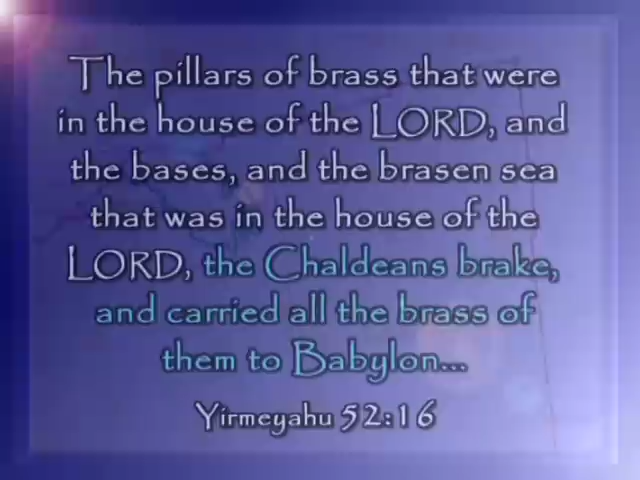 The pillars of brass that were
in the house of the LORD, and
the bases, and the brasen sea
that was in the house of the
LORD, the Chaldeans brake,
and carried all the brass of
them to Babylon...
Yirmeyahu 52:16